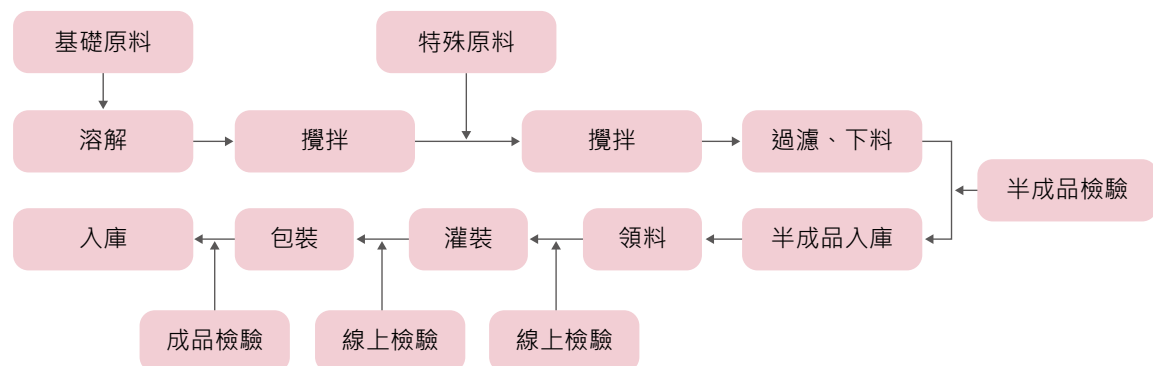 基礎原料
特殊原料
溶解
攪拌
攪拌
過濾、下料
半成品檢驗
入庫
包裝
灌裝
領料
半成品入庫
成品檢驗
線上檢驗
線上檢驗